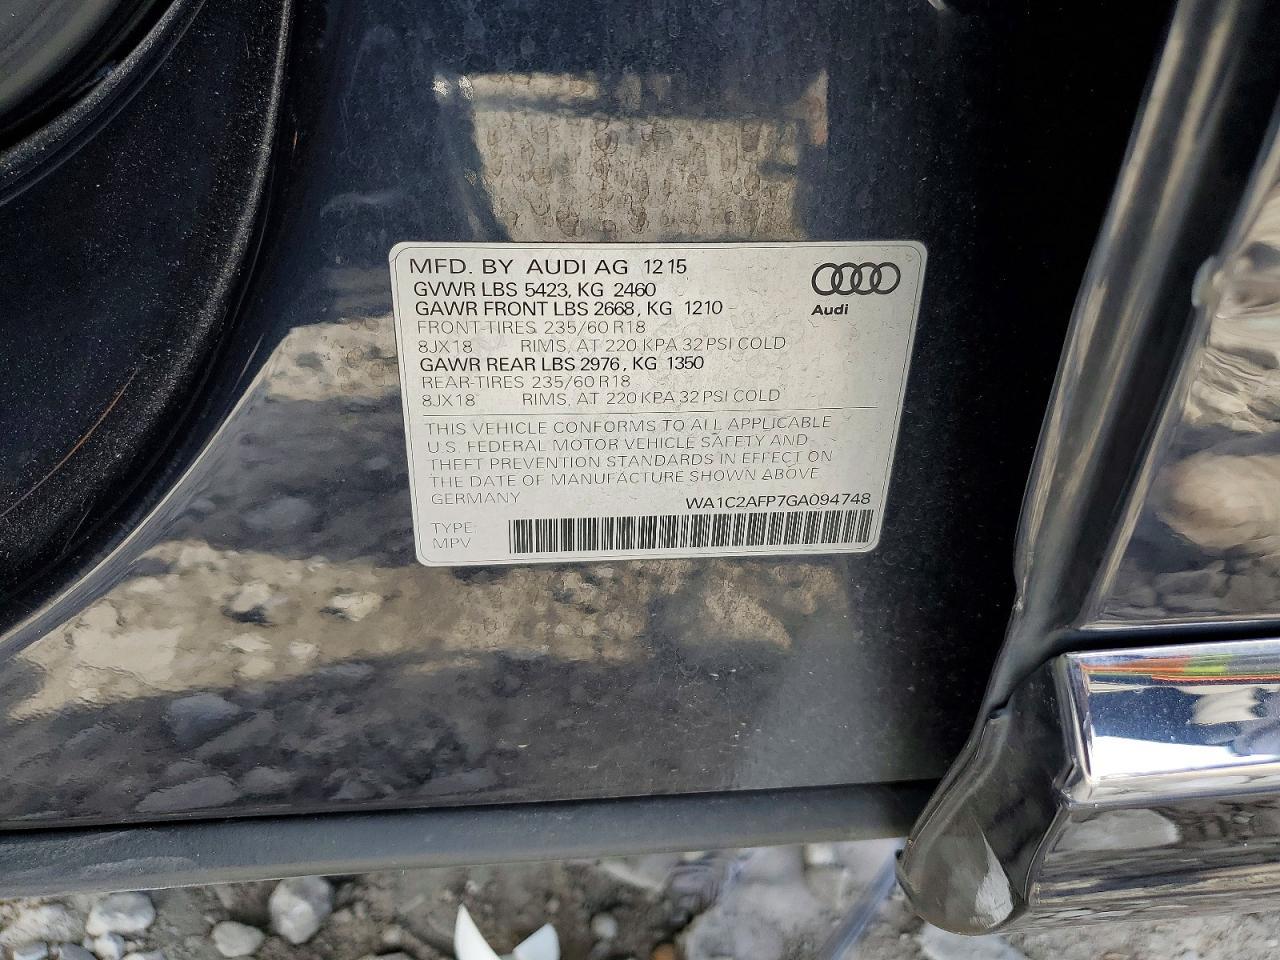 MFD. BY AUDI AG 12 15
GVWR LBS 5423, KG 2460
GAWR FRONT LBS 2668, KG 1210
FRONT-TIRES 235/60 R18
8JX18 RIMS, AT 220 KPA 32 PSI COLD
GAWR REAR LBS 2976, KG 1350
REAR-TIRES 235/60 R18
8JX18 RIMS, AT 220 KPA 32 PSI COLD
Audi
THIS VEHICLE CONFORMS TO ALL APPLICABLE
U.S. FEDERAL MOTOR VEHICLE SAFETY AND
THEFT PREVENTION STANDARDS IN EFFECT ON
THE DATE OF MANUFACTURE SHOWN ABOVE
GERMANY WA1C2AFP7GA094748
TYPE:
MPV